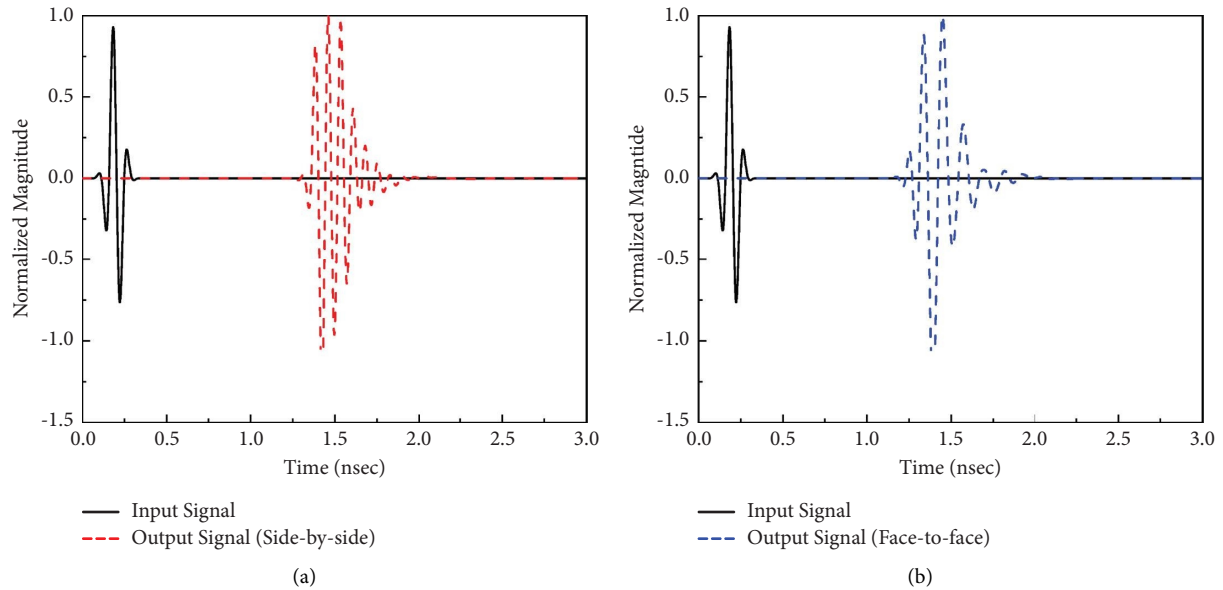 1.0
0.5
0.0
-0.5
-1.0
-1.5
Normalized Magnitude
0.0 0.5 1.0 1.5 2.0 2.5 3.0
Time (nsec)
Input Signal
Output Signal (Side-by-side)
(a)
1.0
0.5
0.0
-0.5
-1.0
-1.5
Normalized Magntide
0.0 0.5 1.0 1.5 2.0 2.5 3.0
Time (nsec)
Input Signal
Output Signal (Face-to-face)
(b)